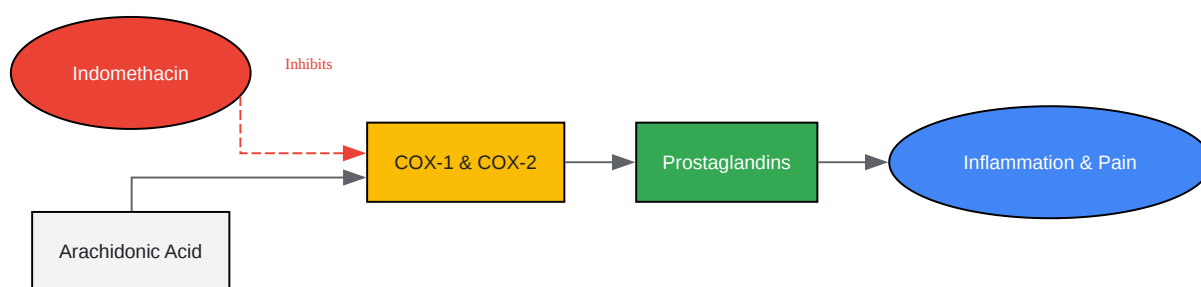 Inhibits
Indomethacin
COX-1 & COX-2
Prostaglandins
Inflammation & Pain
Arachidonic Acid